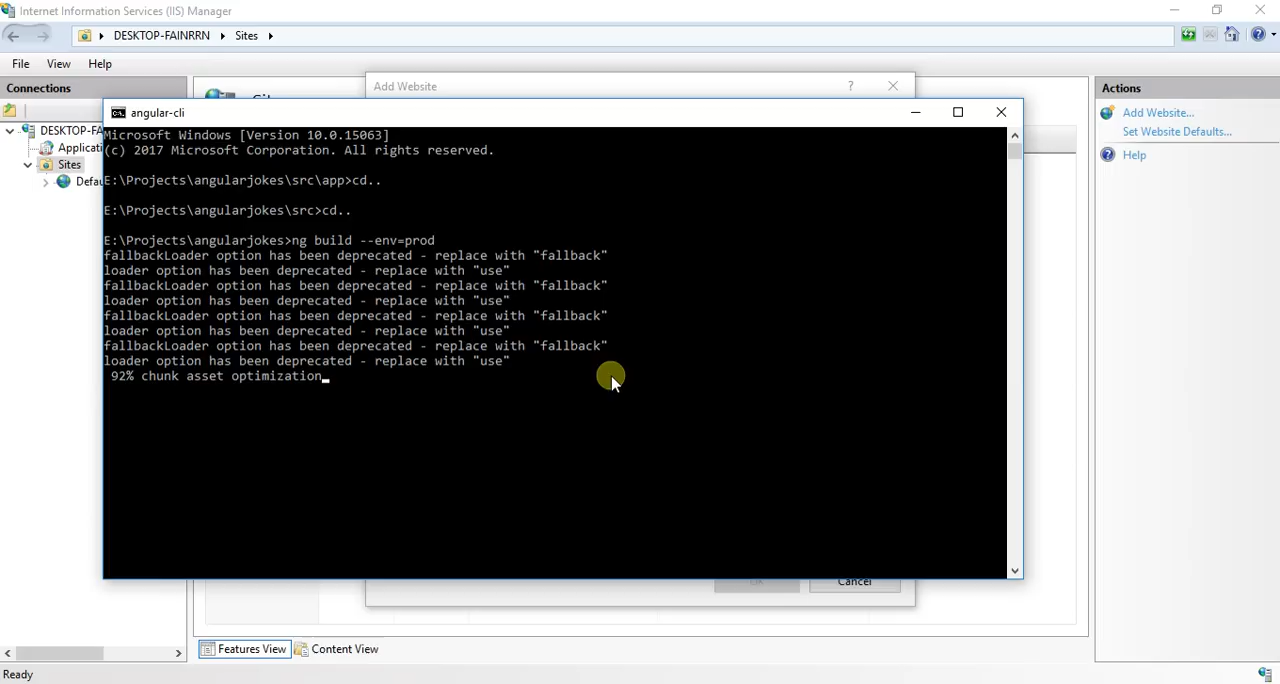 Internet Information Services (IIS) Manager
DESKTOP-FAINRRN
Sites
File
View
Help
Connections
Add Website
?
Actions
Add Website...
Set Website Defaults...
Help
DESKTOP-FA
Applicati
Sites
Defau
angular-cli
Microsoft Windows [Version 10.0.15063]
(c) 2017 Microsoft Corporation. All rights reserved.
E:\Projects\angularjokes\src\app>cd..
E:\Projects\angularjokes\src>cd..
E:\Projects\angularjokes>ng build --env=prod
fallbackLoader option has been deprecated - replace with "fallback"
loader option has been deprecated - replace with "use"
fallbackLoader option has been deprecated - replace with "fallback"
loader option has been deprecated - replace with "use"
fallbackLoader option has been deprecated - replace with "fallback"
loader option has been deprecated - replace with "use"
fallbackLoader option has been deprecated - replace with "fallback"
loader option has been deprecated - replace with "use"
92% chunk asset optimization
Cancel
Features View
Content View
Ready